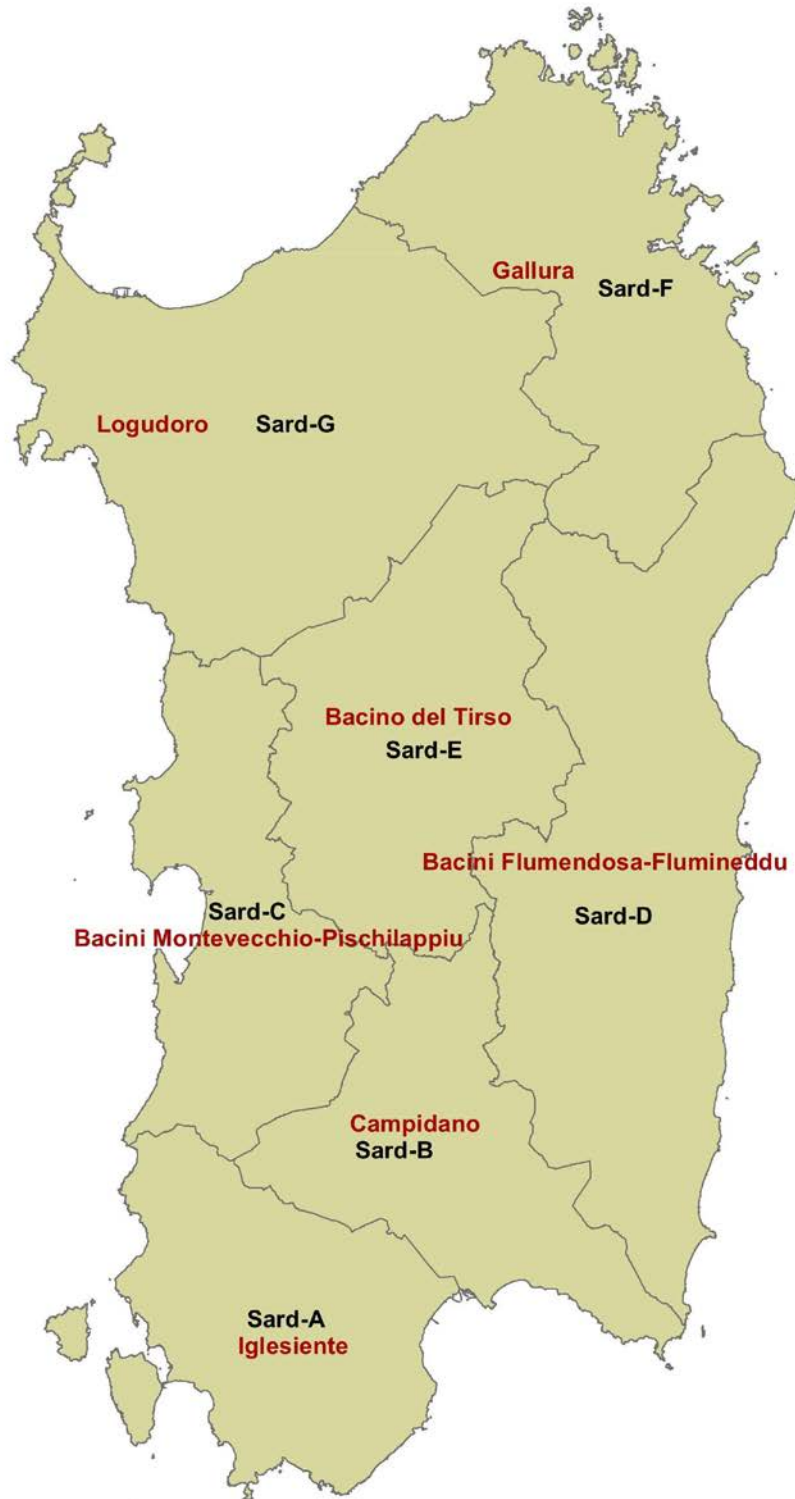 Gallura
Sard-F
Logudoro
Sard-G
Bacino del Tirso
Sard-E
Bacini Flumendosa-Flumineddu
Sard-D
Sard-C
Bacini Montevecchio-Pischilappiu
Campidano
Sard-B
Sard-A
Iglesiente